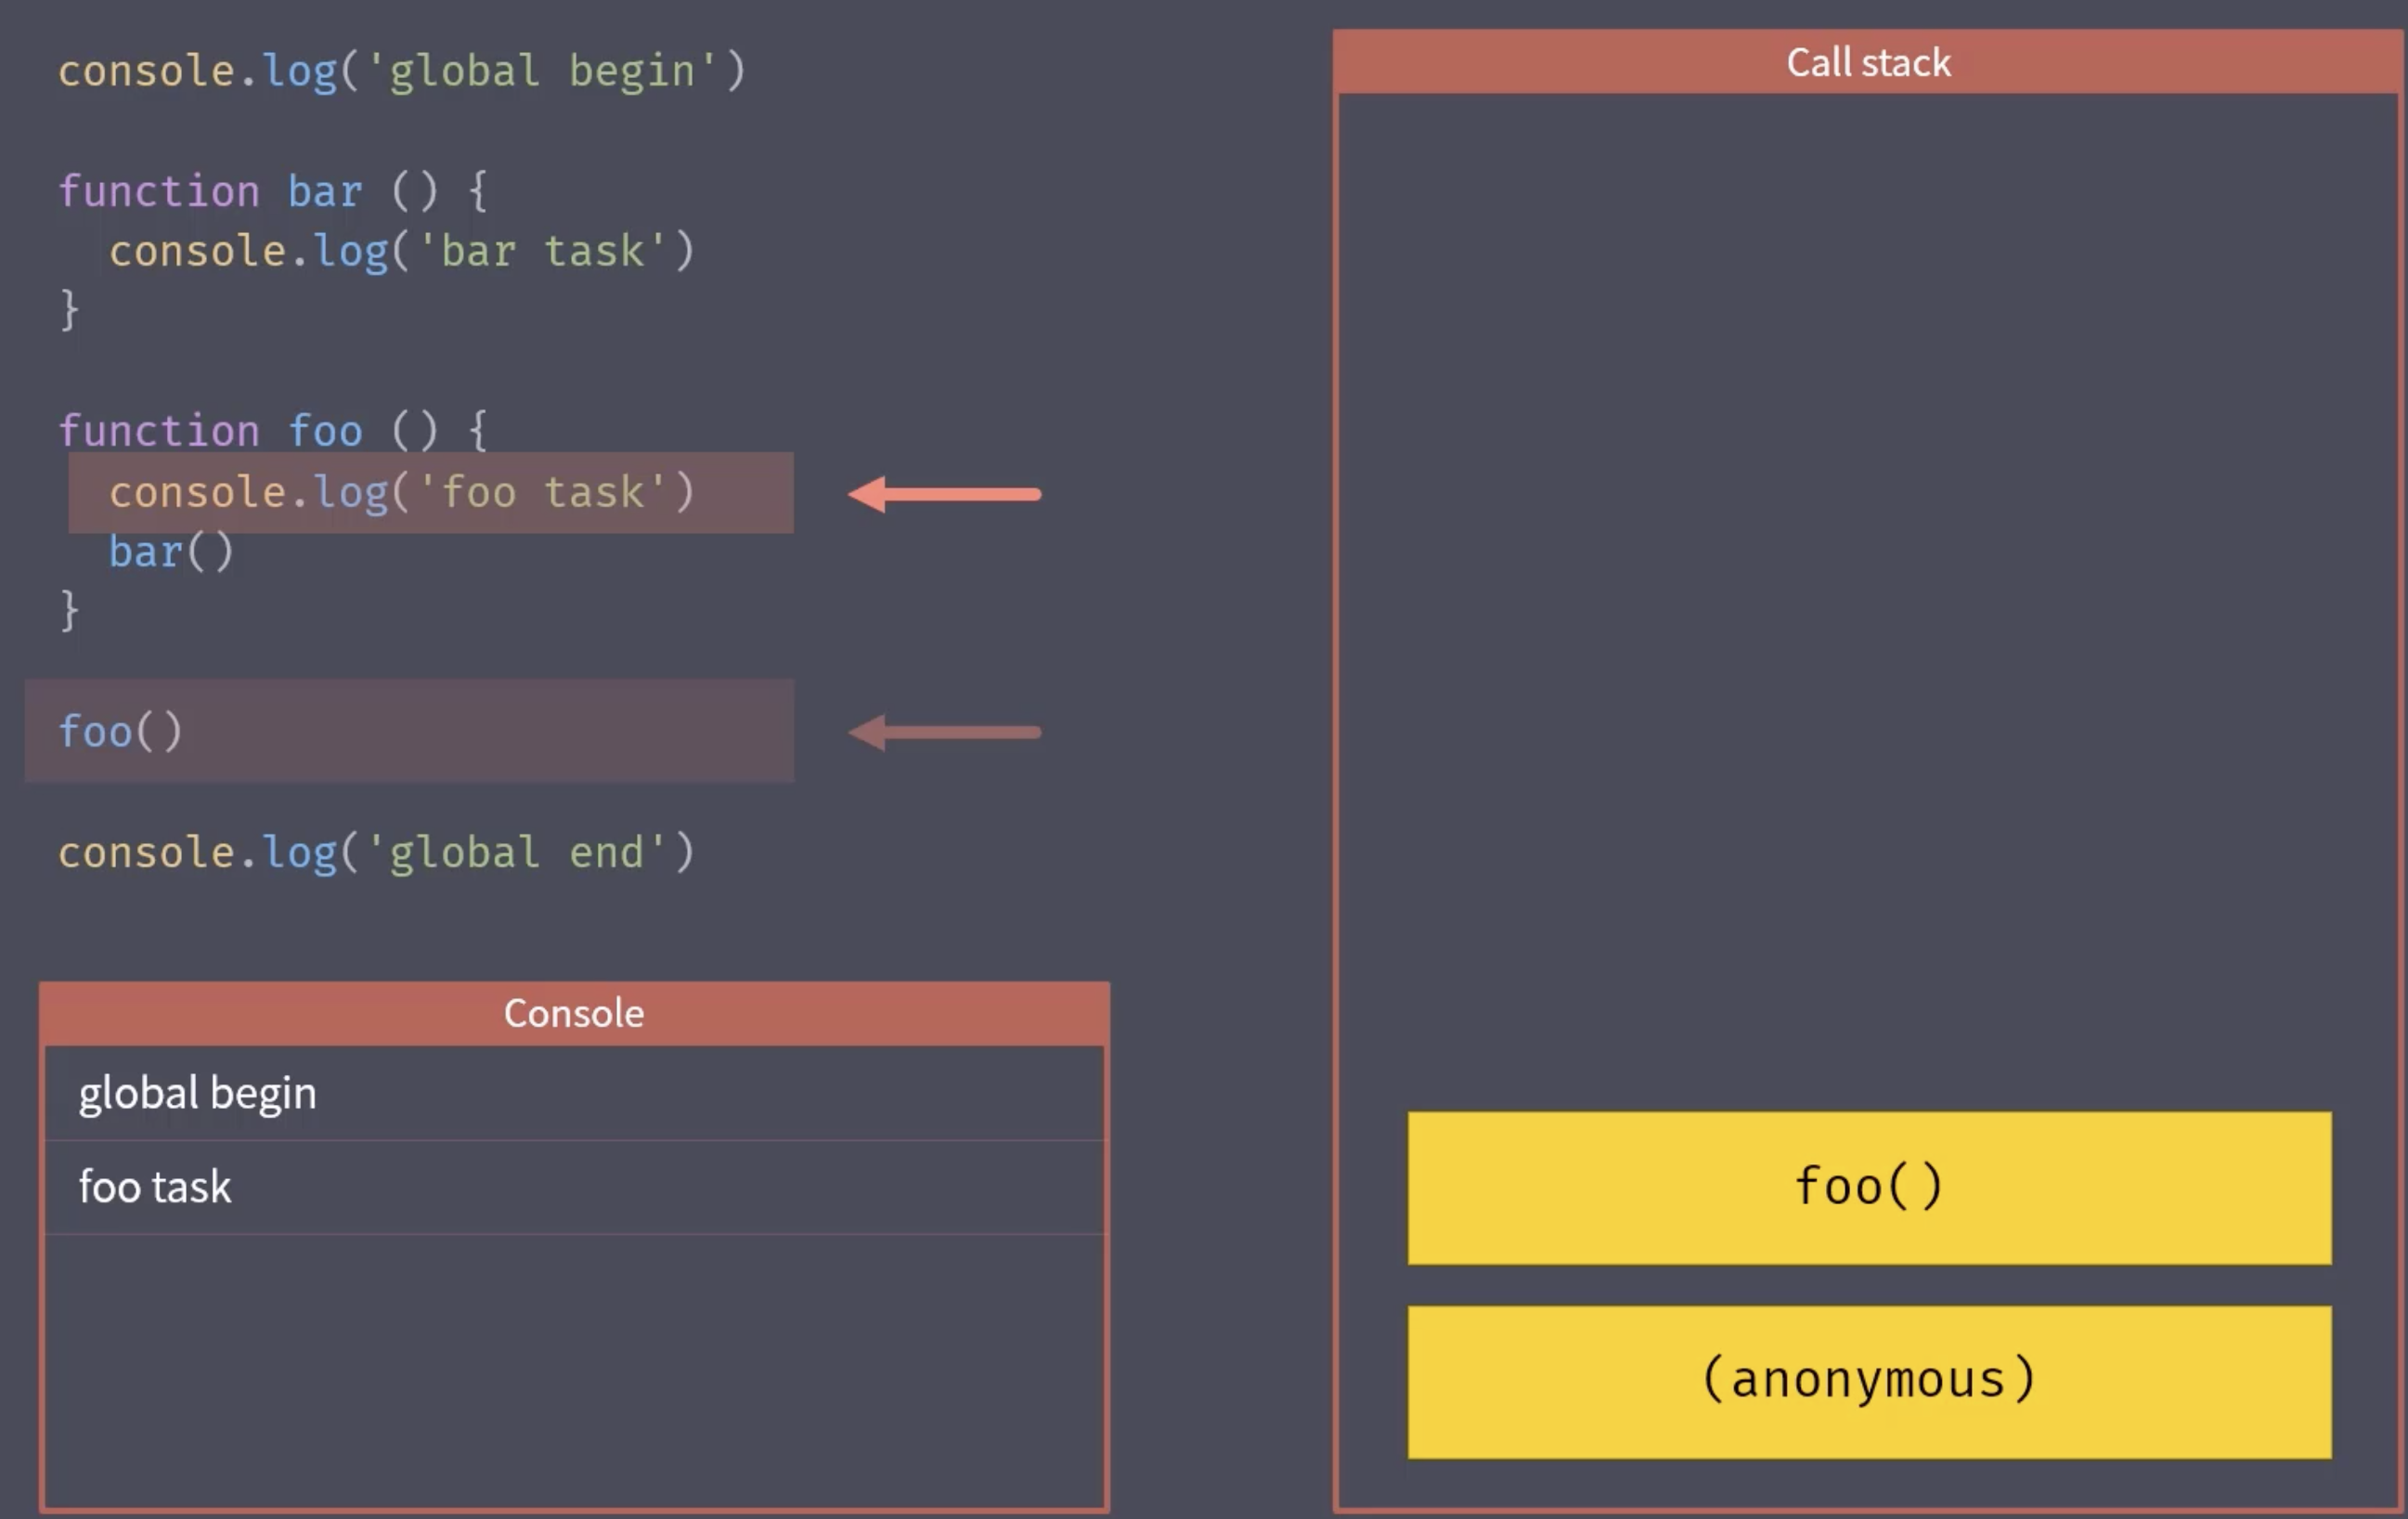 console.log('global begin')
function bar () {
  console.log('bar task')
}
function foo () {
  console.log('foo task')
  bar()
}
foo()
console.log('global end')
Console
global begin
foo task
Call stack
foo()
(anonymous)